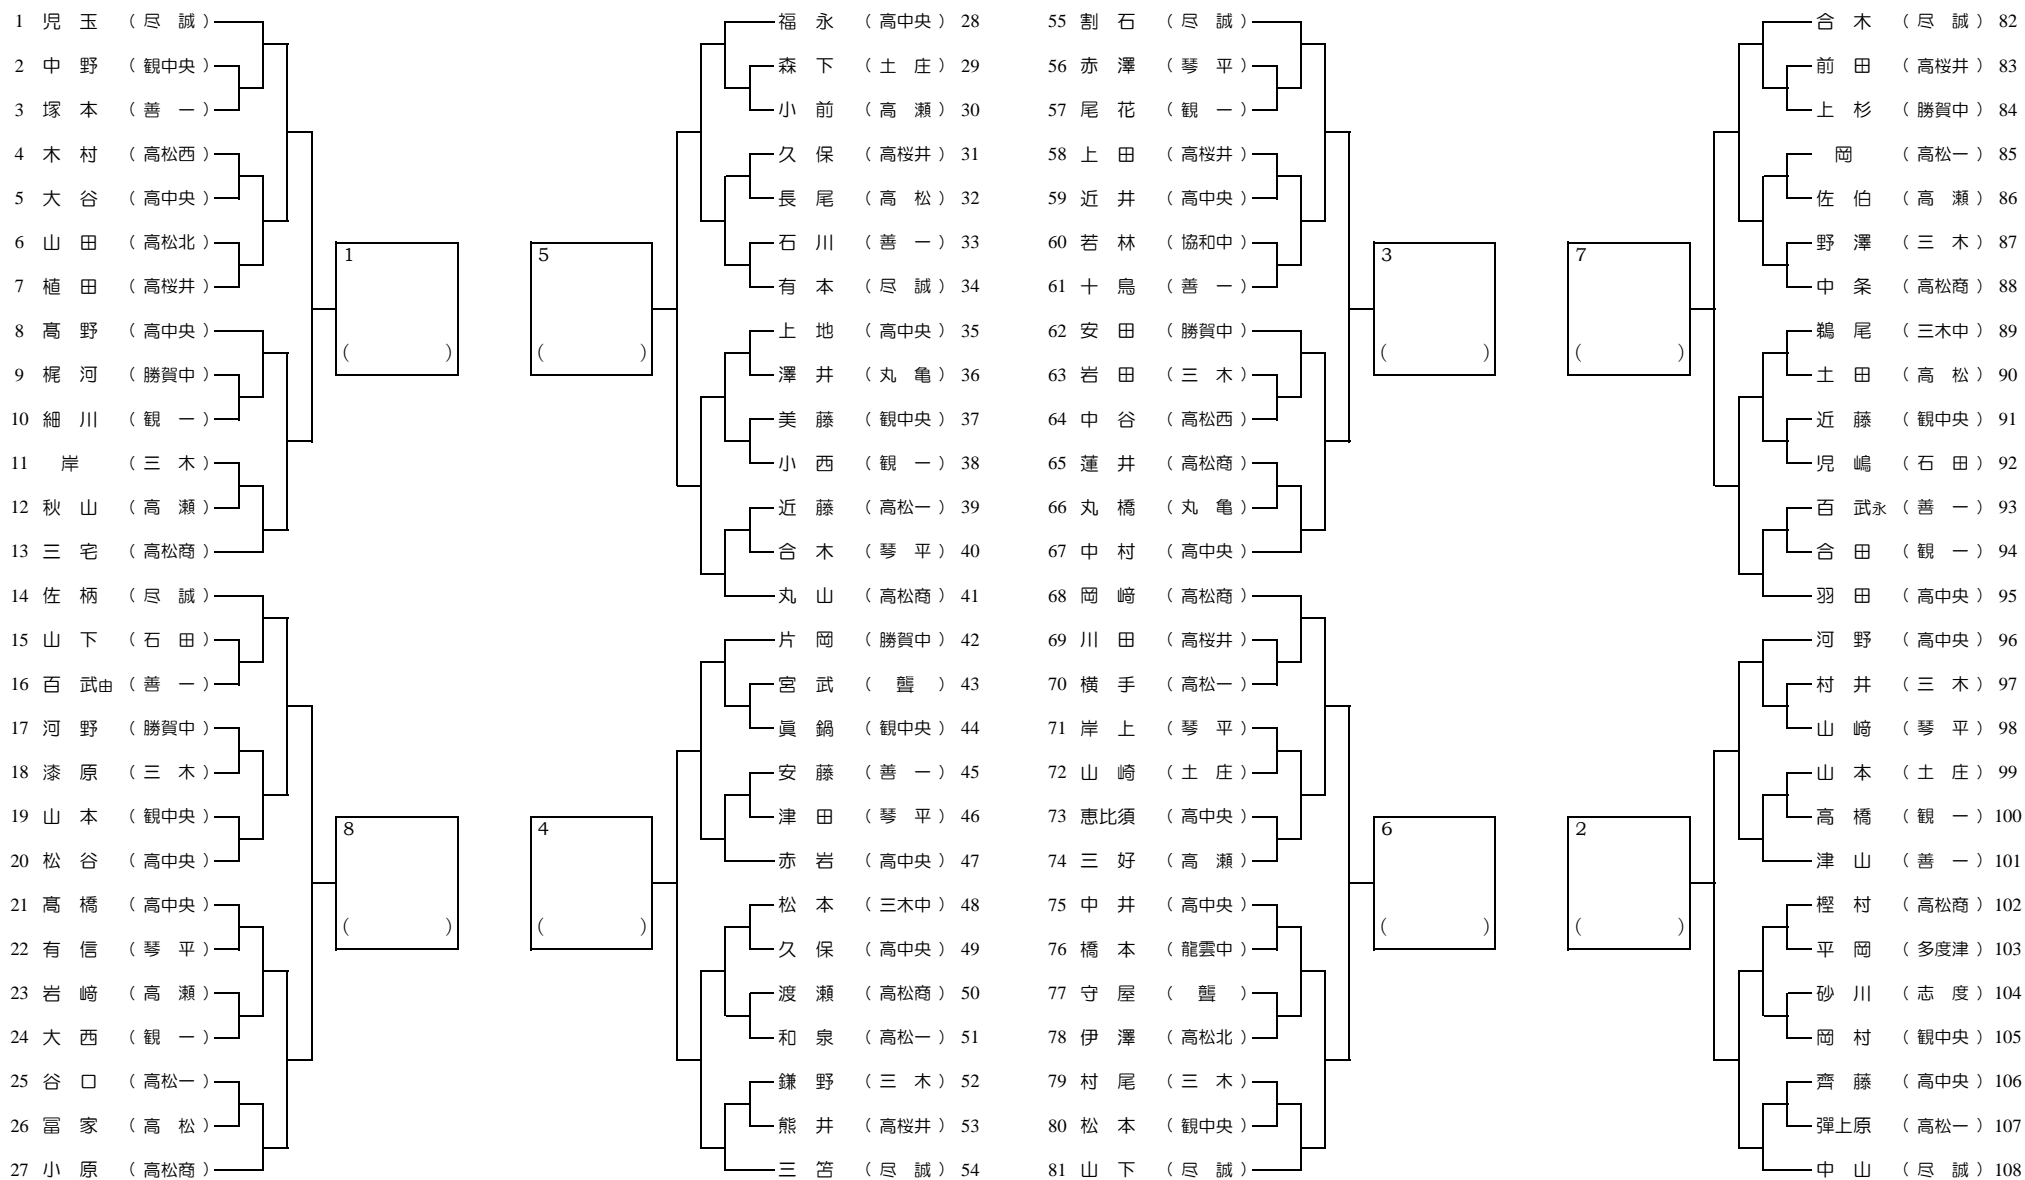 1 児 玉 ( 尽 誠 )
2 中 野 ( 観中央 )
3 塚 本 ( 善 一 )
4 木 村 ( 高松西 )
5 大 谷 ( 高中央 )
6 山 田 ( 高松北 )
7 植 田 ( 高桜井 )
8 髙 野 ( 高中央 )
9 梶 河 ( 勝賀中 )
10 細 川 ( 観 一 )
11 岸 ( 三 木 )
12 秋 山 ( 高 瀬 )
13 三 宅 ( 高松商 )
14 佐 柄 ( 尽 誠 )
15 山 下 ( 石 田 )
16 百 武由 ( 善 一 )
17 河 野 ( 勝賀中 )
18 漆 原 ( 三 木 )
19 山 本 ( 観中央 )
20 松 谷 ( 高中央 )
21 髙 橋 ( 高中央 )
22 有 信 ( 琴 平 )
23 岩 﨑 ( 高 瀬 )
24 大 西 ( 観 一 )
25 谷 口 ( 高松一 )
26 冨 家 ( 高 松 )
27 小 原 ( 高松商 )
1
( )
8
( )
5
( )
4
( )
福 永 ( 高中央 ) 28
森 下 ( 土 庄 ) 29
小 前 ( 高 瀬 ) 30
久 保 ( 高桜井 ) 31
長 尾 ( 高 松 ) 32
石 川 ( 善 一 ) 33
有 本 ( 尽 誠 ) 34
上 地 ( 高中央 ) 35
澤 井 ( 丸 亀 ) 36
美 藤 ( 観中央 ) 37
小 西 ( 観 一 ) 38
近 藤 ( 高松一 ) 39
合 木 ( 琴 平 ) 40
丸 山 ( 高松商 ) 41
片 岡 ( 勝賀中 ) 42
宮 武 ( 聾 ) 43
眞 鍋 ( 観中央 ) 44
安 藤 ( 善 一 ) 45
津 田 ( 琴 平 ) 46
赤 岩 ( 高中央 ) 47
松 本 ( 三木中 ) 48
久 保 ( 高中央 ) 49
渡 瀬 ( 高松商 ) 50
和 泉 ( 高松一 ) 51
鎌 野 ( 三 木 ) 52
熊 井 ( 高桜井 ) 53
三 笘 ( 尽 誠 ) 54
55 割 石 ( 尽 誠 )
56 赤 澤 ( 琴 平 )
57 尾 花 ( 観 一 )
58 上 田 ( 高桜井 )
59 近 井 ( 高中央 )
60 若 林 ( 協和中 )
61 十 鳥 ( 善 一 )
62 安 田 ( 勝賀中 )
63 岩 田 ( 三 木 )
64 中 谷 ( 高松西 )
65 蓮 井 ( 高松商 )
66 丸 橋 ( 丸 亀 )
67 中 村 ( 高中央 )
68 岡 﨑 ( 高松商 )
69 川 田 ( 高桜井 )
70 横 手 ( 高松一 )
71 岸 上 ( 琴 平 )
72 山 崎 ( 土 庄 )
73 恵比須 ( 高中央 )
74 三 好 ( 高 瀬 )
75 中 井 ( 高中央 )
76 橋 本 ( 龍雲中 )
77 守 屋 ( 聾 )
78 伊 澤 ( 高松北 )
79 村 尾 ( 三 木 )
80 松 本 ( 観中央 )
81 山 下 ( 尽 誠 )
3
( )
6
( )
7
( )
2
( )
合 木 ( 尽 誠 ) 82
前 田 ( 高桜井 ) 83
上 杉 ( 勝賀中 ) 84
岡 ( 高松一 ) 85
佐 伯 ( 高 瀬 ) 86
野 澤 ( 三 木 ) 87
中 条 ( 高松商 ) 88
鵜 尾 ( 三木中 ) 89
土 田 ( 高 松 ) 90
近 藤 ( 観中央 ) 91
児 嶋 ( 石 田 ) 92
百 武永 ( 善 一 ) 93
合 田 ( 観 一 ) 94
羽 田 ( 高中央 ) 95
河 野 ( 高中央 ) 96
村 井 ( 三 木 ) 97
山 﨑 ( 琴 平 ) 98
山 本 ( 土 庄 ) 99
高 橋 ( 観 一 ) 100
津 山 ( 善 一 ) 101
樫 村 ( 高松商 ) 102
平 岡 ( 多度津 ) 103
砂 川 ( 志 度 ) 104
岡 村 ( 観中央 ) 105
齊 藤 ( 高中央 ) 106
彈上原 ( 高松一 ) 107
中 山 ( 尽 誠 ) 108